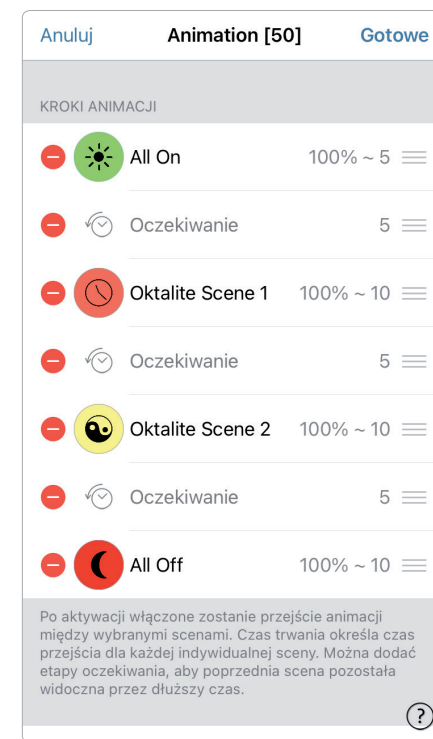 Anuluj Animation [50] Gotowe
KROKI ANIMACJI
All On 100% ~ 5
Oczekiwanie 5
Oktalite Scene 1 100% ~ 10
Oczekiwanie 5
Oktalite Scene 2 100% ~ 10
Oczekiwanie 5
All Off 100% ~ 10
Po aktywacji włączone zostanie przejście animacji
między wybranymi scenami. Czas trwania określa czas
przejścia dla każdej indywidualnej sceny. Można dodać
etapy oczekiwania, aby poprzednia scena pozostała
widoczna przez dłuższy czas.
?